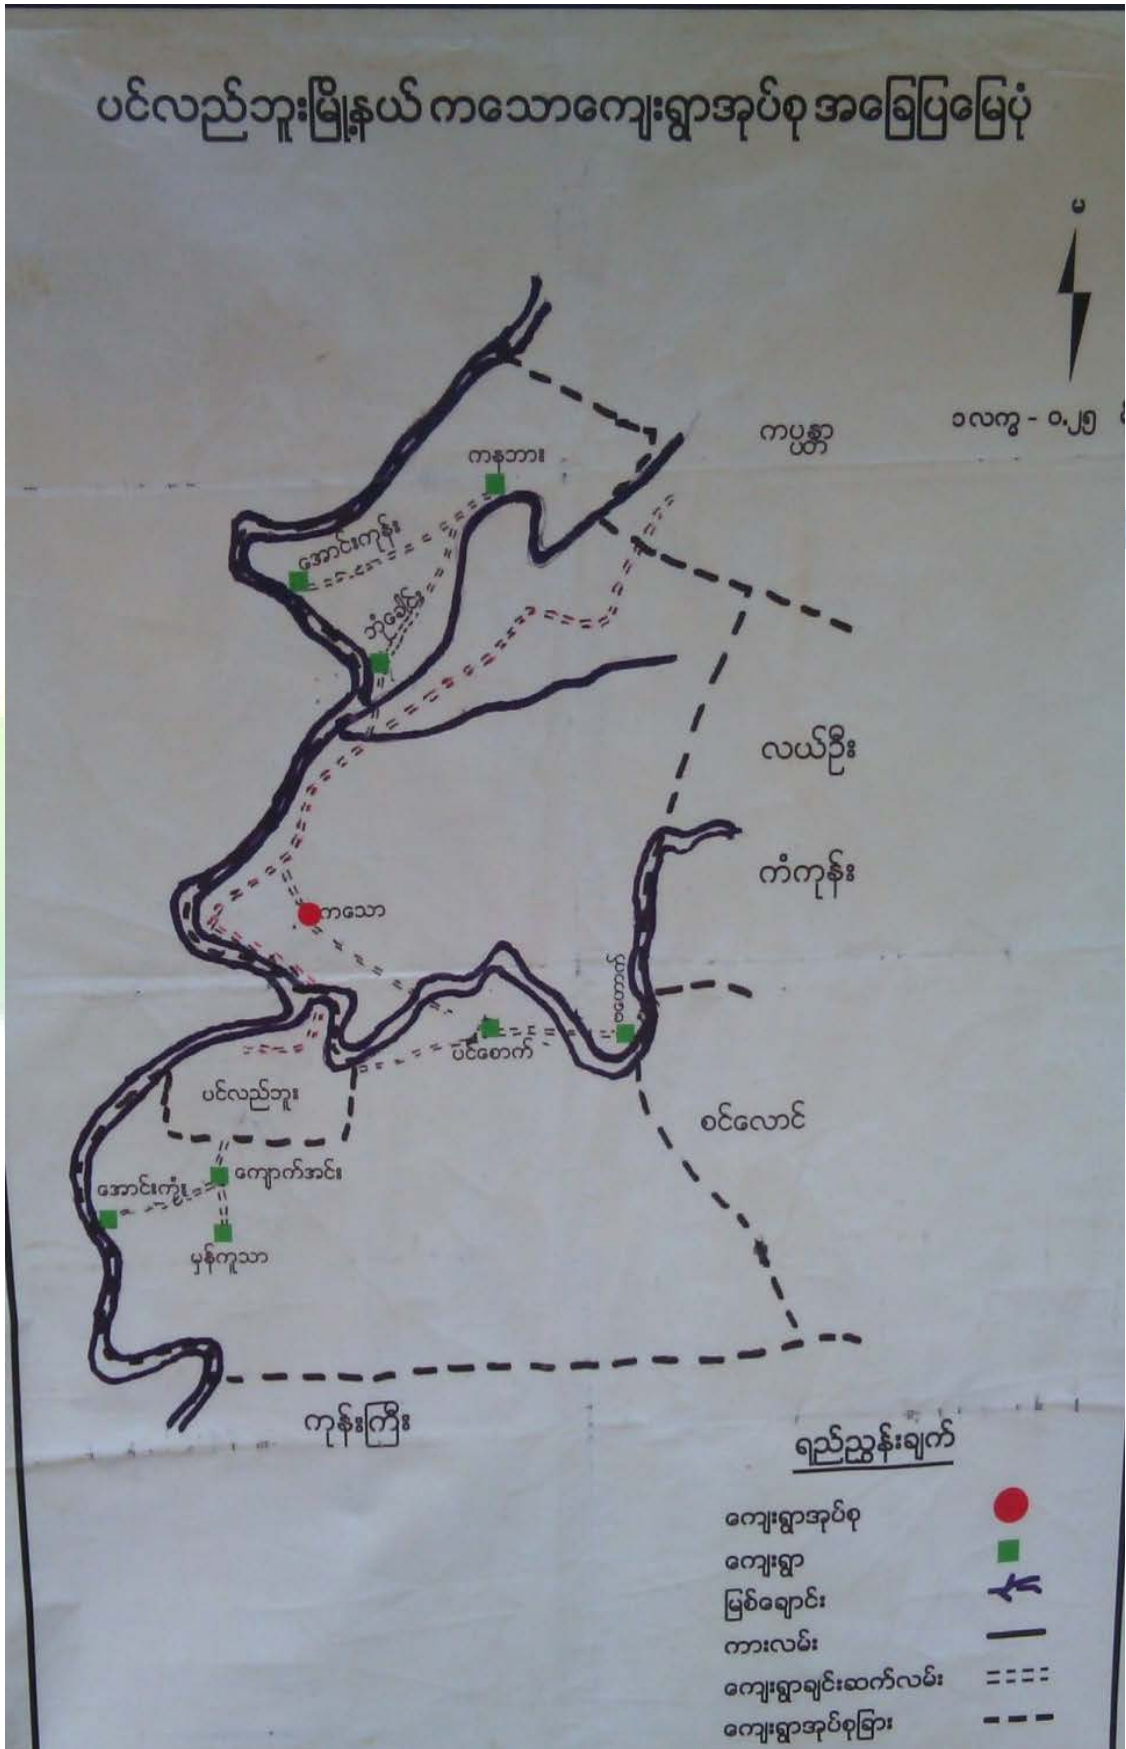 ပင်လည်ဘူးမြို့နယ် ကသောကျေးရွာအုပ်စု အခြေပြမြေပုံ
မ
၁လက္မ - ၀.၂၅
ကပ္ပန္တာ
ကနဘား
အောင်းကုန်း
ဘုံခေါင်း
လယ်ဦး
ကံကုန်း
ကသော
ပင်စောက်
ပင်လည်ဘူး
စင်လောင်
ကျောက်အင်း
အောင်းကုံး
မှန်ကူသာ
ကုန်းကြီး
ရည်ညွှန်းချက်
ကျေးရွာအုပ်စု
ကျေးရွာ
မြစ်ချောင်း
ကားလမ်း
ကျေးရွာချင်းဆက်လမ်း
ကျေးရွာအုပ်စုခြား